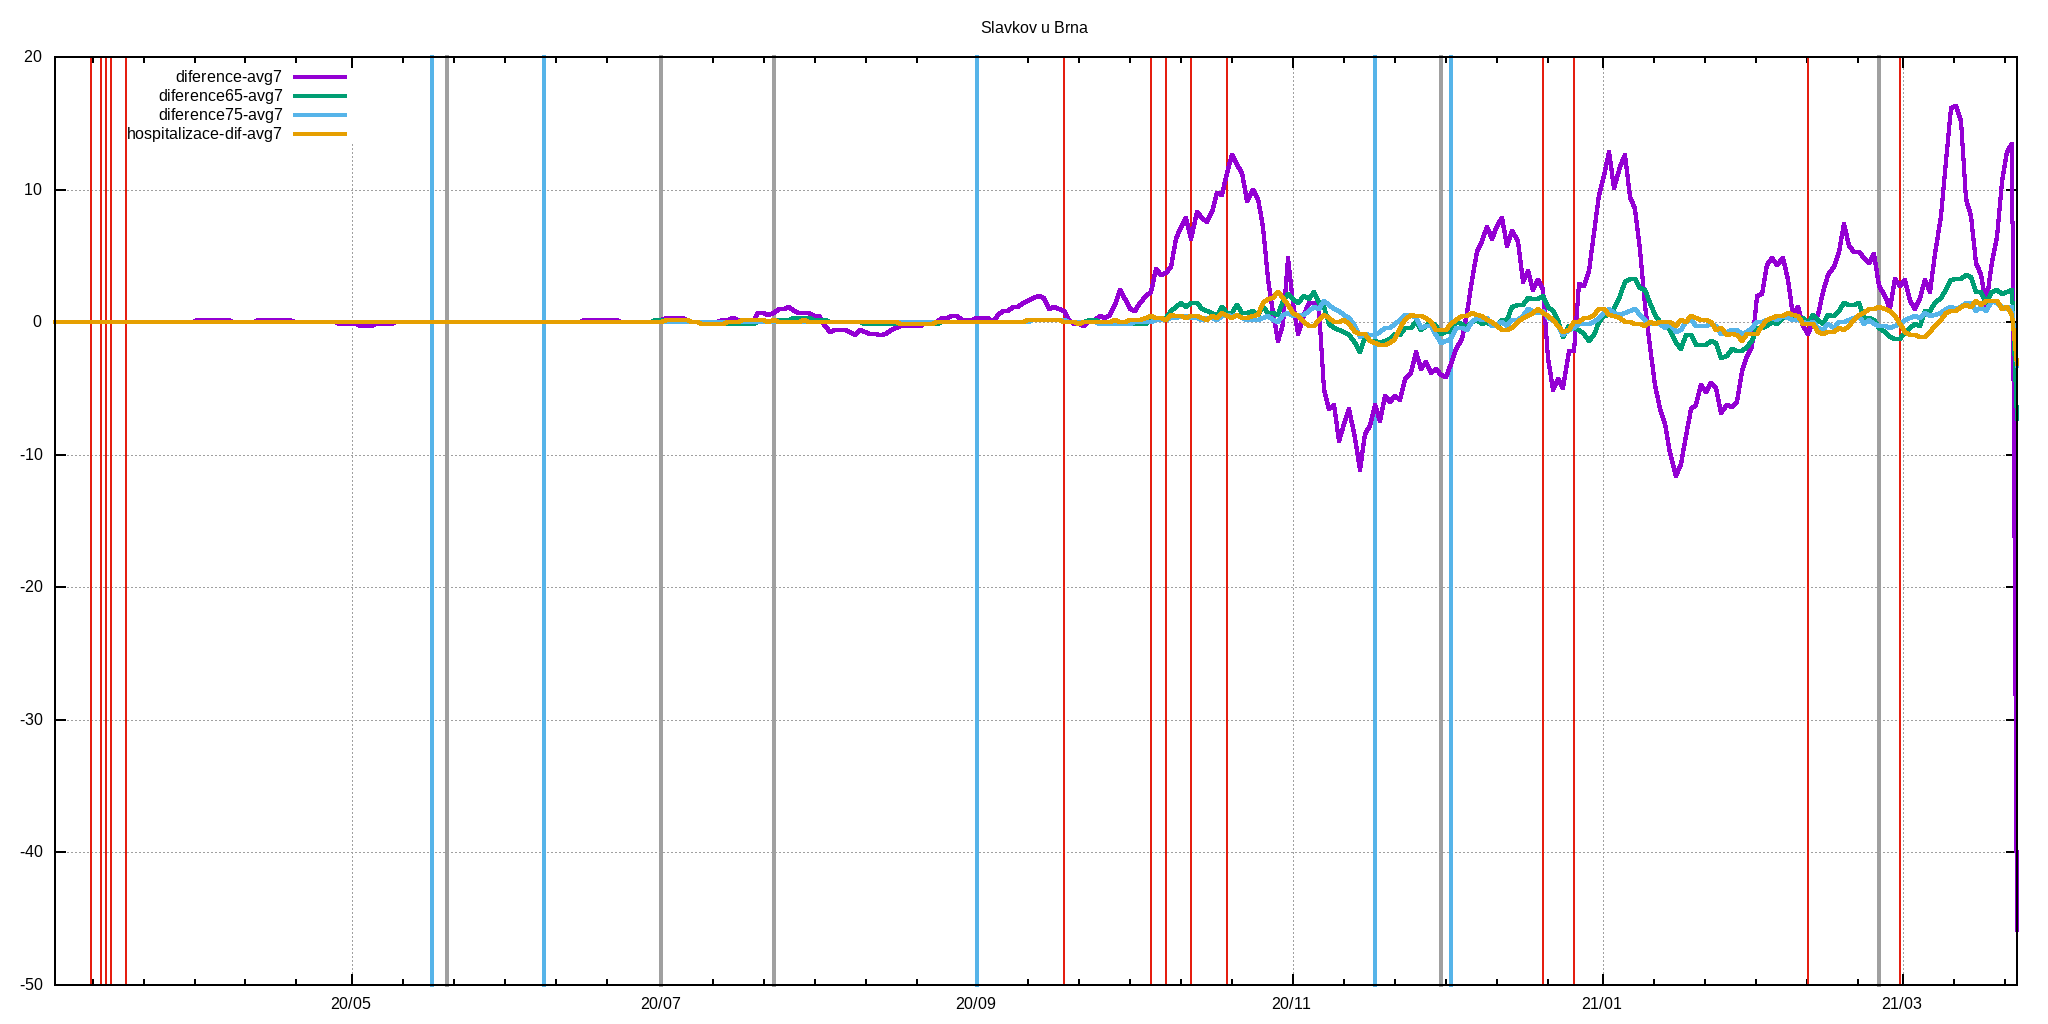 Slavkov u Brna
20
diference-avg7
diference65-avg7
diference75-avg7
hospitalizace-dif-avg7
10
0
-10
-20
-30
-40
-50
20/05
20/07
20/09
20/11
21/01
21/03